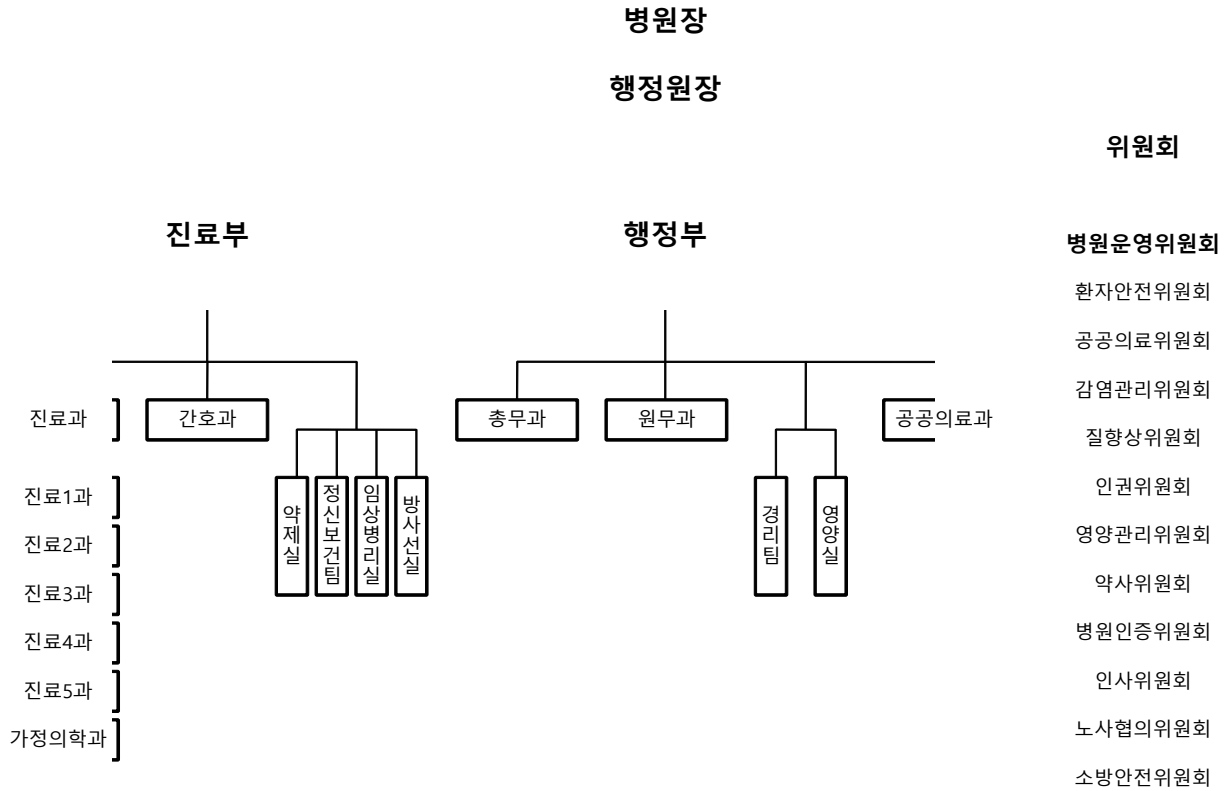 병원장
행정원장
위원회
진료부
행정부
병원운영위원회
환자안전위원회
공공의료위원회
감염관리위원회
진료과
간호과
총무과
원무과
공공의료과
질향상위원회
진료1과
진료2과
진료3과
진료4과
진료5과
가정의학과
약제실
정신보건팀
임상병리실
방사선실
경리팀
영양실
인권위원회
영양관리위원회
약사위원회
병원인증위원회
인사위원회
노사협의위원회
소방안전위원회